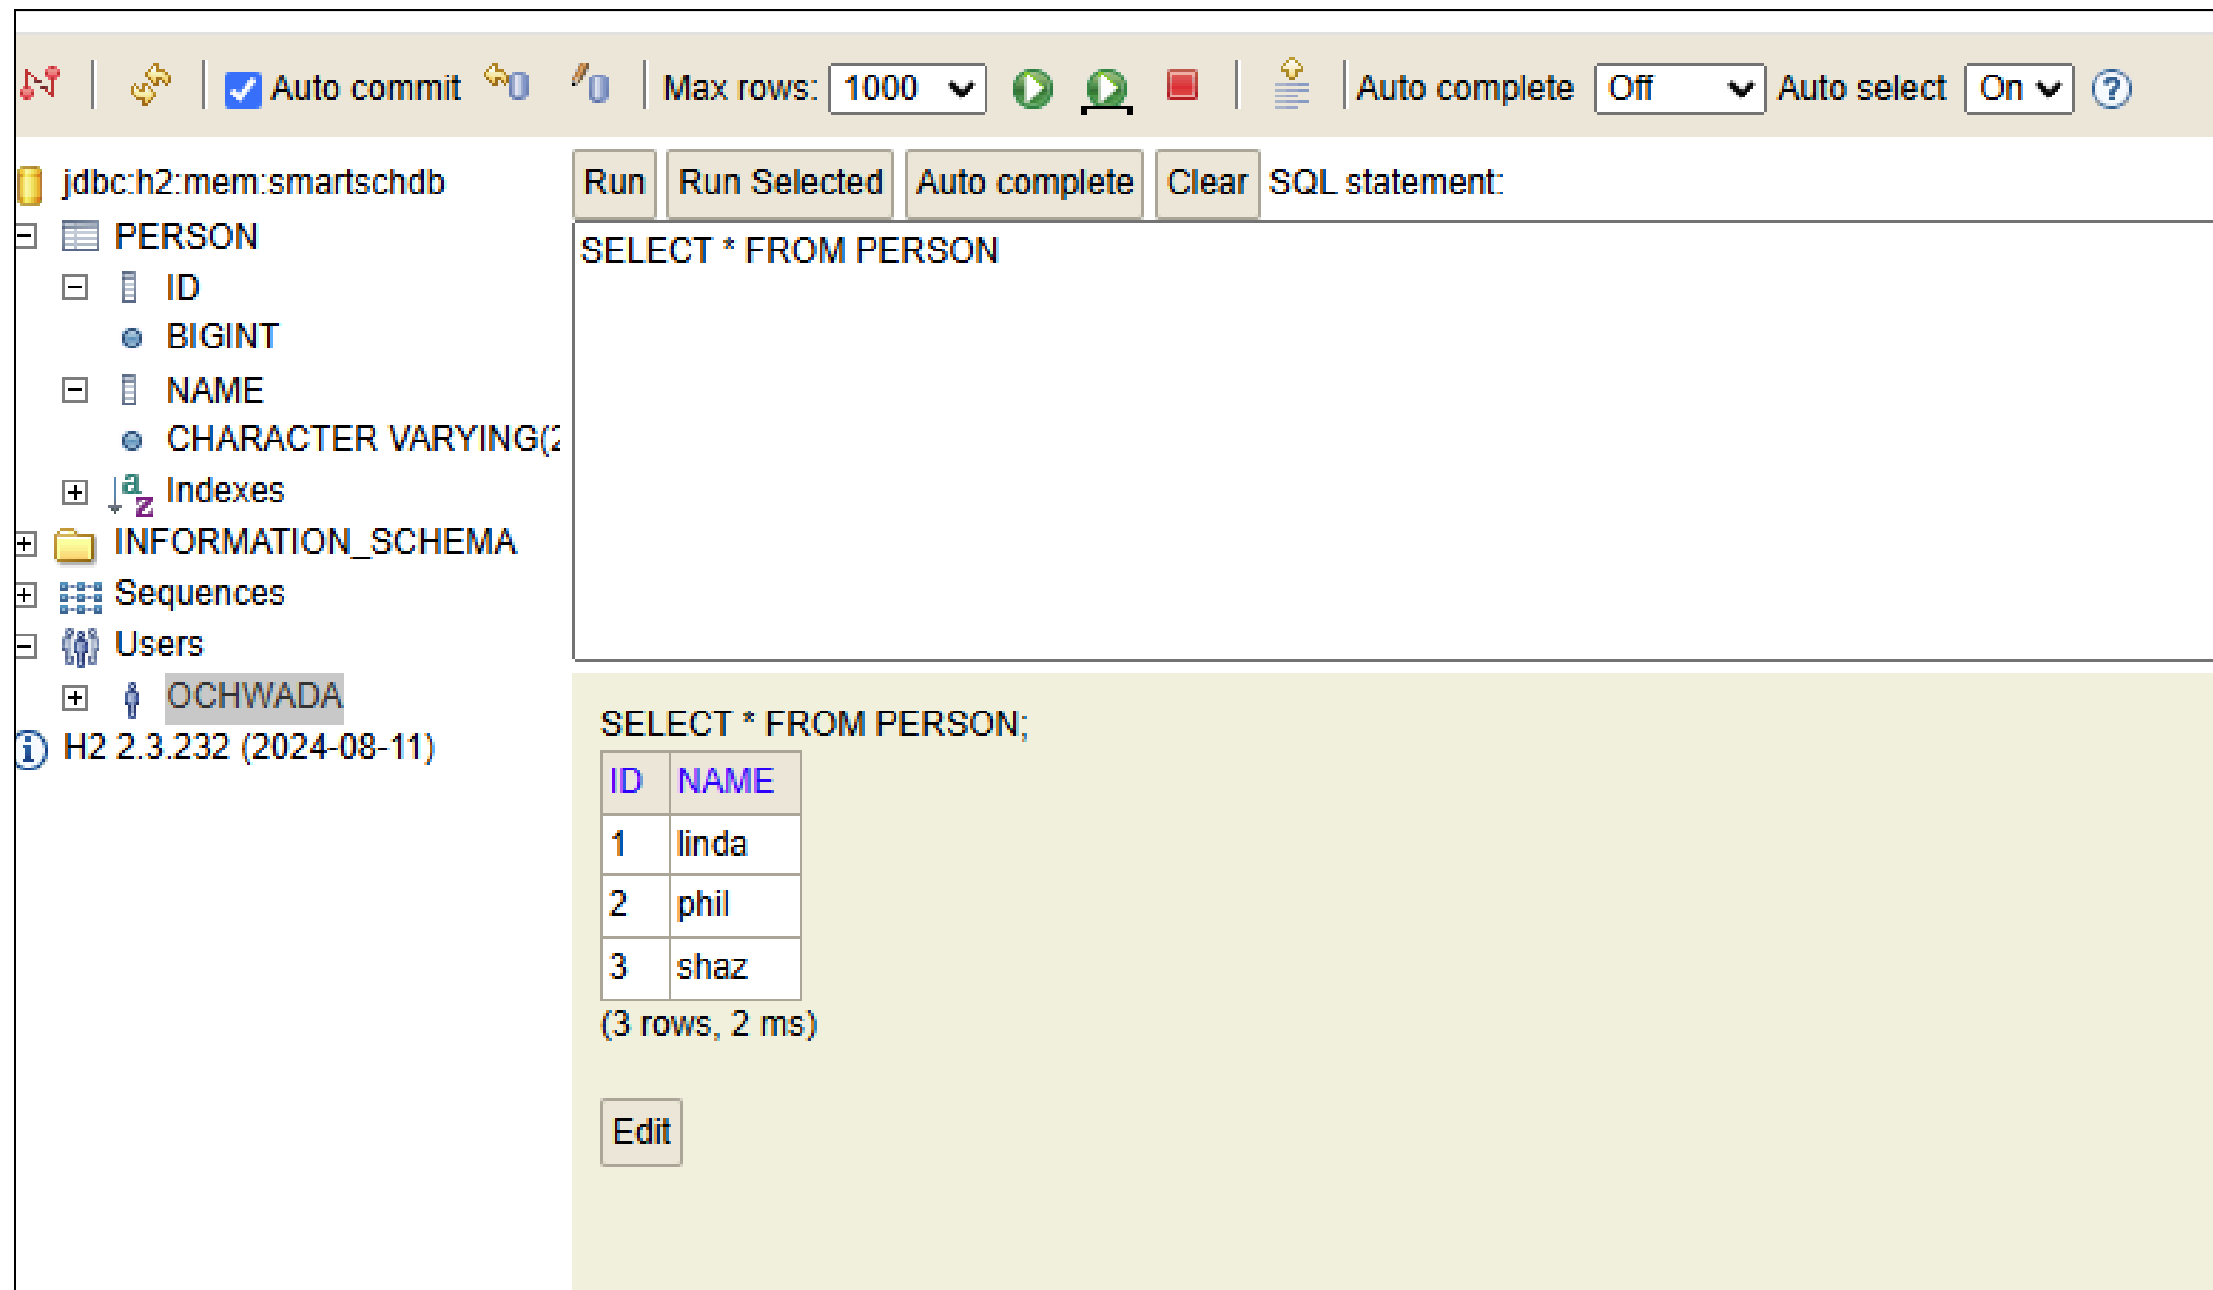 Auto commit Max rows: 1000 Auto complete Off Auto select On ?
jdbc:h2:mem:smartschdb
PERSON
ID
BIGINT
NAME
CHARACTER VARYING(2
Indexes
INFORMATION_SCHEMA
Sequences
Users
OCHWADA
H2 2.3.232 (2024-08-11)
Run Run Selected Auto complete Clear SQL statement:
SELECT * FROM PERSON
SELECT * FROM PERSON;
ID NAME
1 linda
2 phil
3 shaz
(3 rows, 2 ms)
Edit